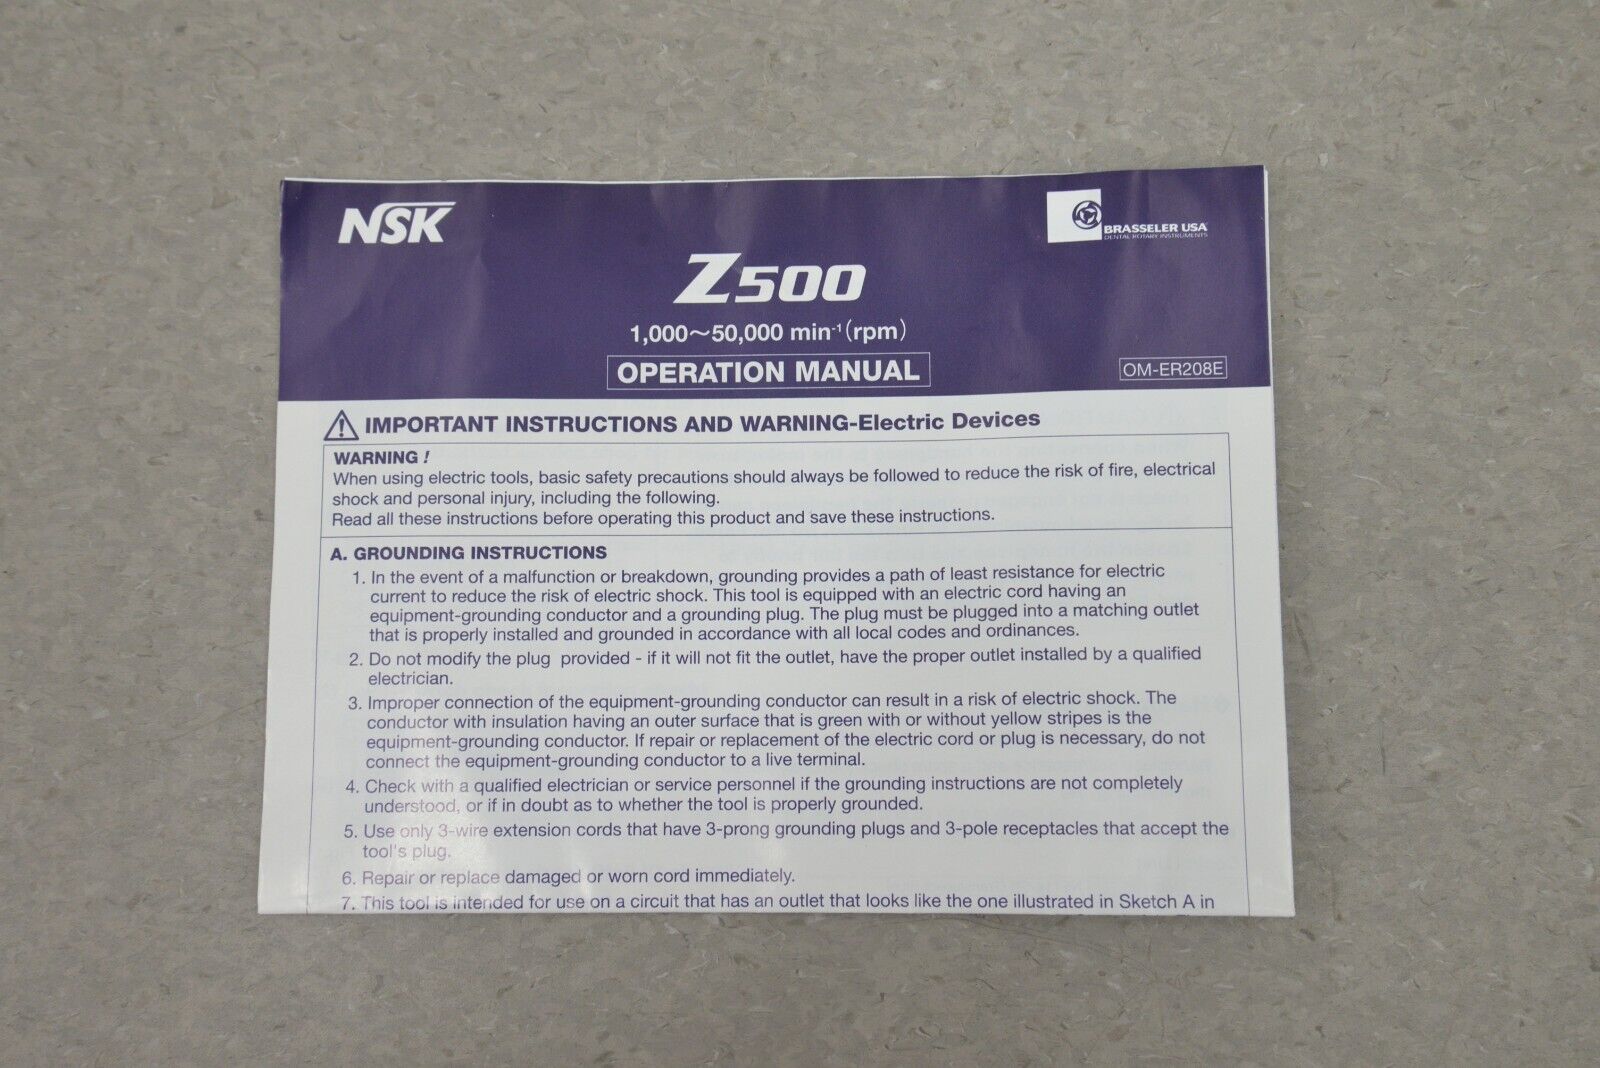 NSK
BRASSELER USA
DENTAL ROTARY INSTRUMENTS
Z500
1,000～50,000 min⁻¹(rpm)
OPERATION MANUAL
OM-ER208E
IMPORTANT INSTRUCTIONS AND WARNING-Electric Devices
WARNING !
When using electric tools, basic safety precautions should always be followed to reduce the risk of fire, electrical
shock and personal injury, including the following.
Read all these instructions before operating this product and save these instructions.
A. GROUNDING INSTRUCTIONS
1. In the event of a malfunction or breakdown, grounding provides a path of least resistance for electric
current to reduce the risk of electric shock. This tool is equipped with an electric cord having an
equipment-grounding conductor and a grounding plug. The plug must be plugged into a matching outlet
that is properly installed and grounded in accordance with all local codes and ordinances.
2. Do not modify the plug provided - if it will not fit the outlet, have the proper outlet installed by a qualified
electrician.
3. Improper connection of the equipment-grounding conductor can result in a risk of electric shock. The
conductor with insulation having an outer surface that is green with or without yellow stripes is the
equipment-grounding conductor. If repair or replacement of the electric cord or plug is necessary, do not
connect the equipment-grounding conductor to a live terminal.
4. Check with a qualified electrician or service personnel if the grounding instructions are not completely
understood, or if in doubt as to whether the tool is properly grounded.
5. Use only 3-wire extension cords that have 3-prong grounding plugs and 3-pole receptacles that accept the
tool's plug.
6. Repair or replace damaged or worn cord immediately.
7. This tool is intended for use on a circuit that has an outlet that looks like the one illustrated in Sketch A in